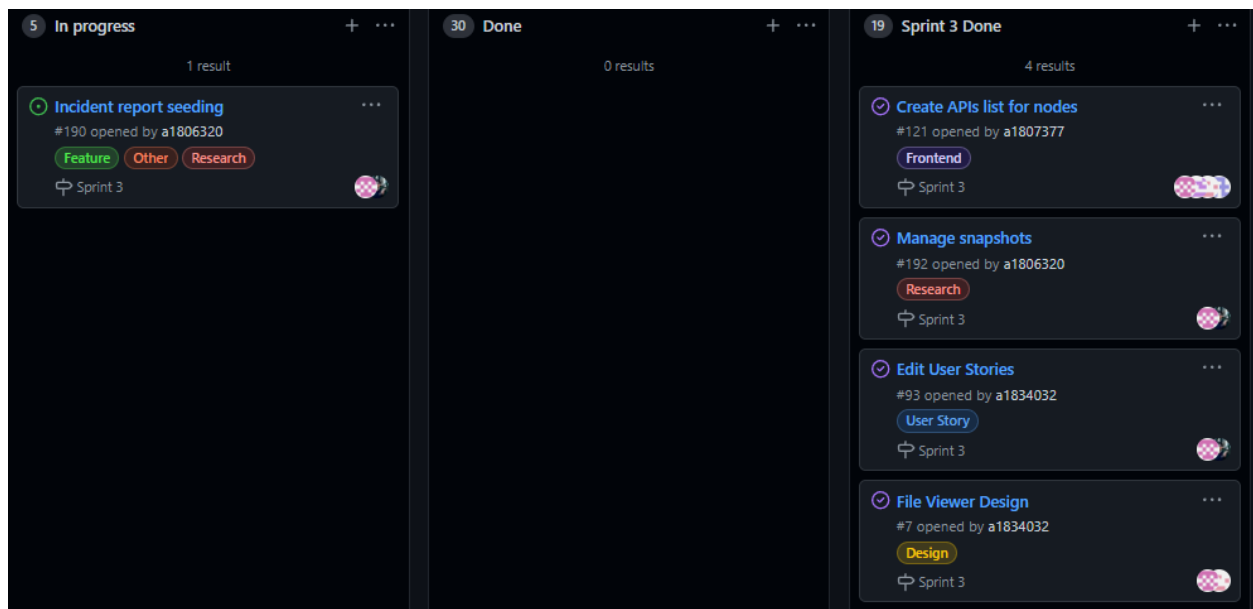 5 In progress
1 result
Incident report seeding
#190 opened by a1806320
Feature Other Research
Sprint 3
30 Done
0 results
19 Sprint 3 Done
4 results
Create APIs list for nodes
#121 opened by a1807377
Frontend
Sprint 3
Manage snapshots
#192 opened by a1806320
Research
Sprint 3
Edit User Stories
#93 opened by a1834032
User Story
Sprint 3
File Viewer Design
#7 opened by a1834032
Design
Sprint 3